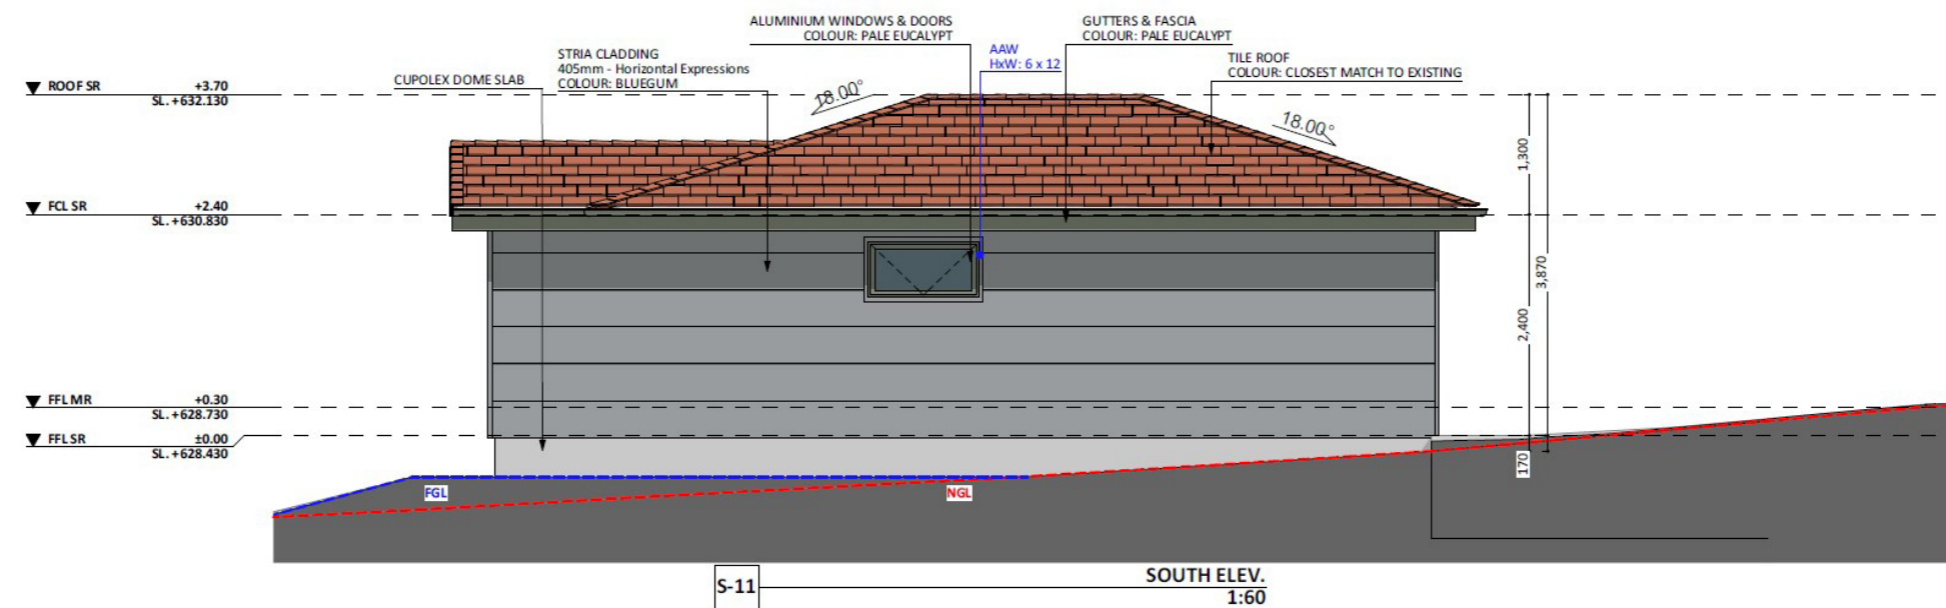 ALUMINIUM WINDOWS & DOORS
COLOUR: PALE EUCALYPT
GUTTERS & FASCIA
COLOUR: PALE EUCALYPT
AAW
HxW: 6 x 12
STRIA CLADDING
405mm - Horizontal Expressions
COLOUR: BLUEGUM
TILE ROOF
COLOUR: CLOSEST MATCH TO EXISTING
CUPOLEX DOME SLAB
ROOF SR +3.70
SL. +632.130
18.00°
18.00°
1,300
FCL SR +2.40
SL. +630.830
3,870
2,400
FFL MR +0.30
SL. +628.730
FFL SR ±0.00
SL. +628.430
170
FGL
NGL
S-11
SOUTH ELEV.
1:60